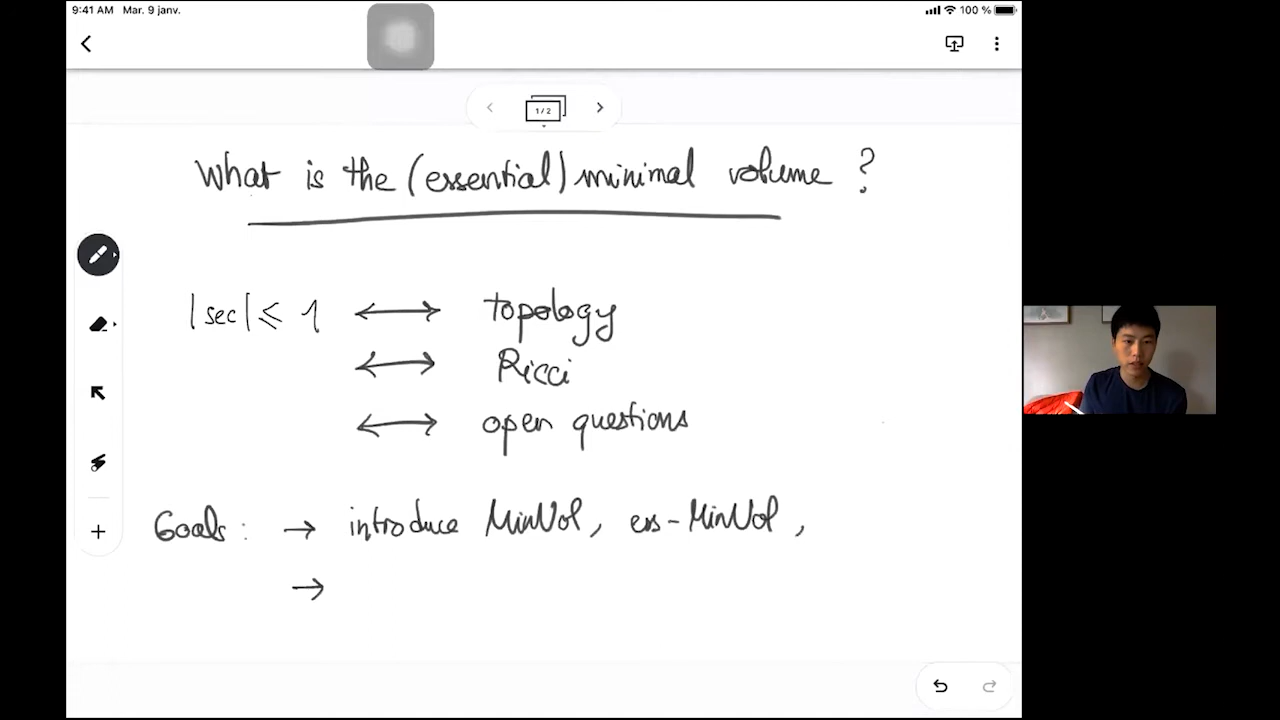 9:41 AM Mar. 9 janv.
100 %
1 / 2
What is the (essential) minimal volume ?
|sec| ⩽ 1 ⟷ topology
⟷ Ricci
⟷ open questions
Goals : → introduce MinVol, ess-MinVol,
→